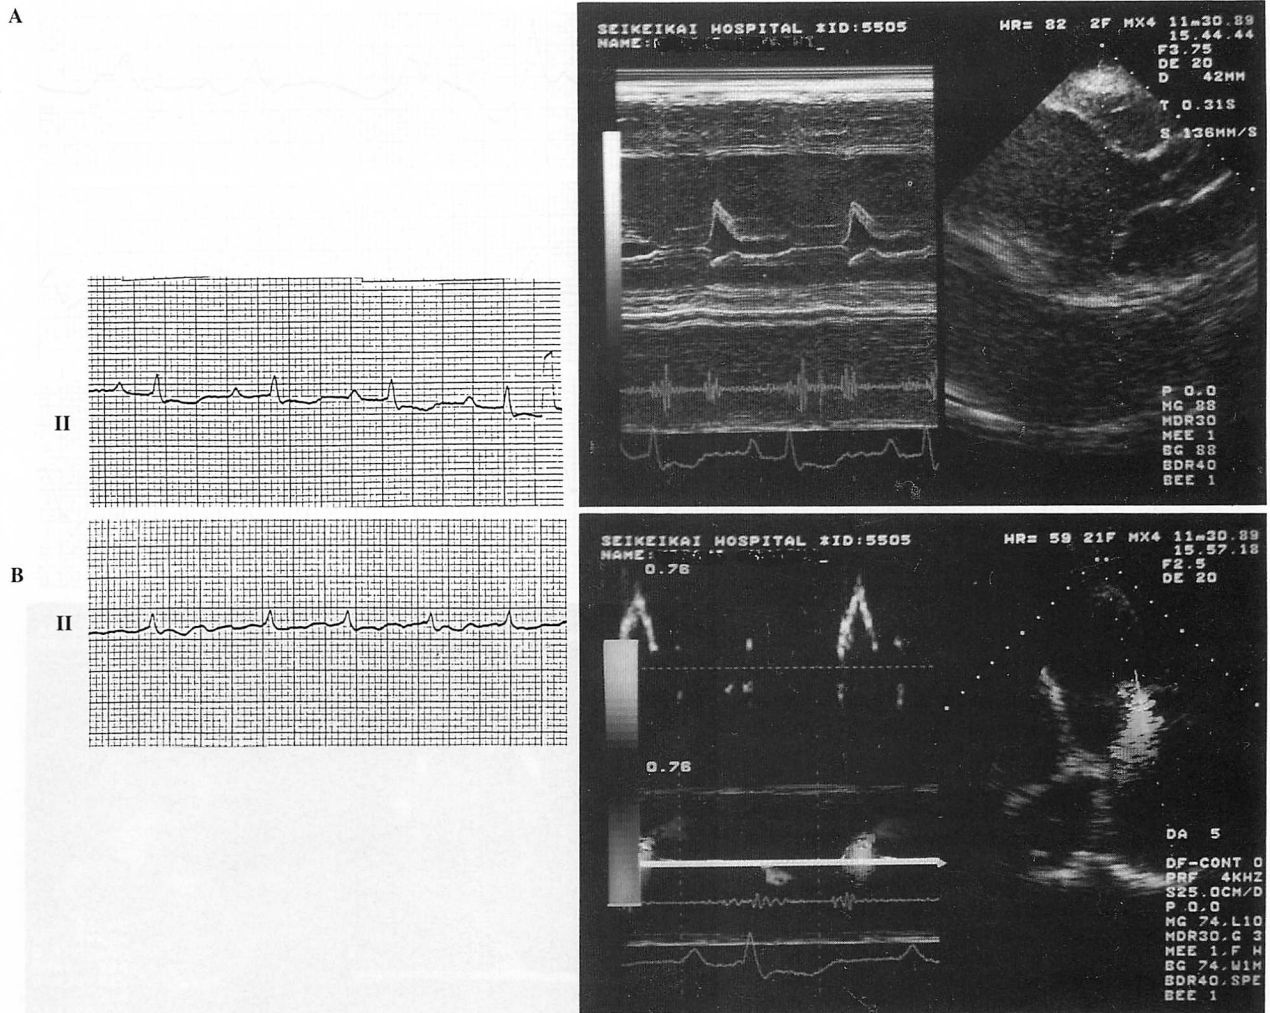 A
SEIKEIKAI HOSPITAL *ID:5505
NAME:
HR= 82 2F MX4 11m30.89
15.44.44
F3.75
DE 20
D 42MM
T 0.31S
S 136MM/S
II
P 0.0
MG 88
MDR30
MEE 1
BG 88
BDR40
BEE 1
B
SEIKEIKAI HOSPITAL *ID:5505
NAME:
HR= 59 21F MX4 11m30.89
15.57.18
F2.5
DE 20
0.76
II
0.76
DA 5
DF-CONT 0
PRF 4KHZ
S25.0CM/D
P 0.0
MG 74.L10
MDR30.G 3
MEE 1.F H
BG 74.W1M
BDR40.SPE
BEE 1